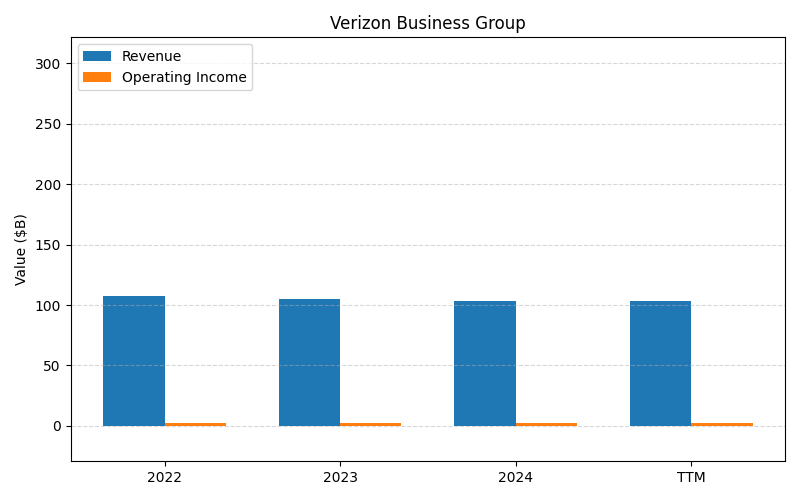 Verizon Business Group
Revenue
Operating Income
Value ($B)
300
250
200
150
100
50
0
2022 2023 2024 TTM